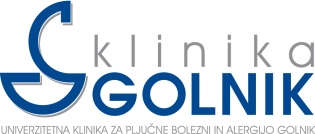 klinika
GOLNIK
UNIVERZITETNA KLINIKA ZA PLJUČNE BOLEZNI IN ALERGIJO GOLNIK